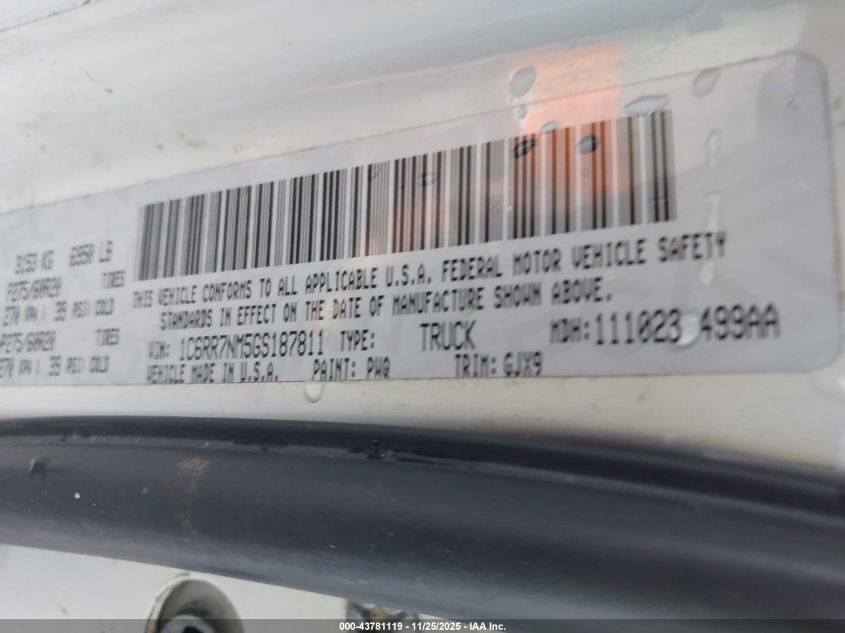 3153 KG 6950 LB
P275/60R20 TIRES
270 KPA ( 39 PSI) COLD
P275/60R20 TIRES
270 KPA ( 39 PSI) COLD
THIS VEHICLE CONFORMS TO ALL APPLICABLE U.S.A. FEDERAL MOTOR VEHICLE SAFETY
STANDARDS IN EFFECT ON THE DATE OF MANUFACTURE SHOWN ABOVE.
VIN: 1C6RR7NM5GS187811 TYPE: TRUCK MDH: 111023 499AA
VEHICLE MADE IN U.S.A. PAINT: PWQ TRIM: GJX9
000-43781119 - 11/25/2025 - IAA Inc.